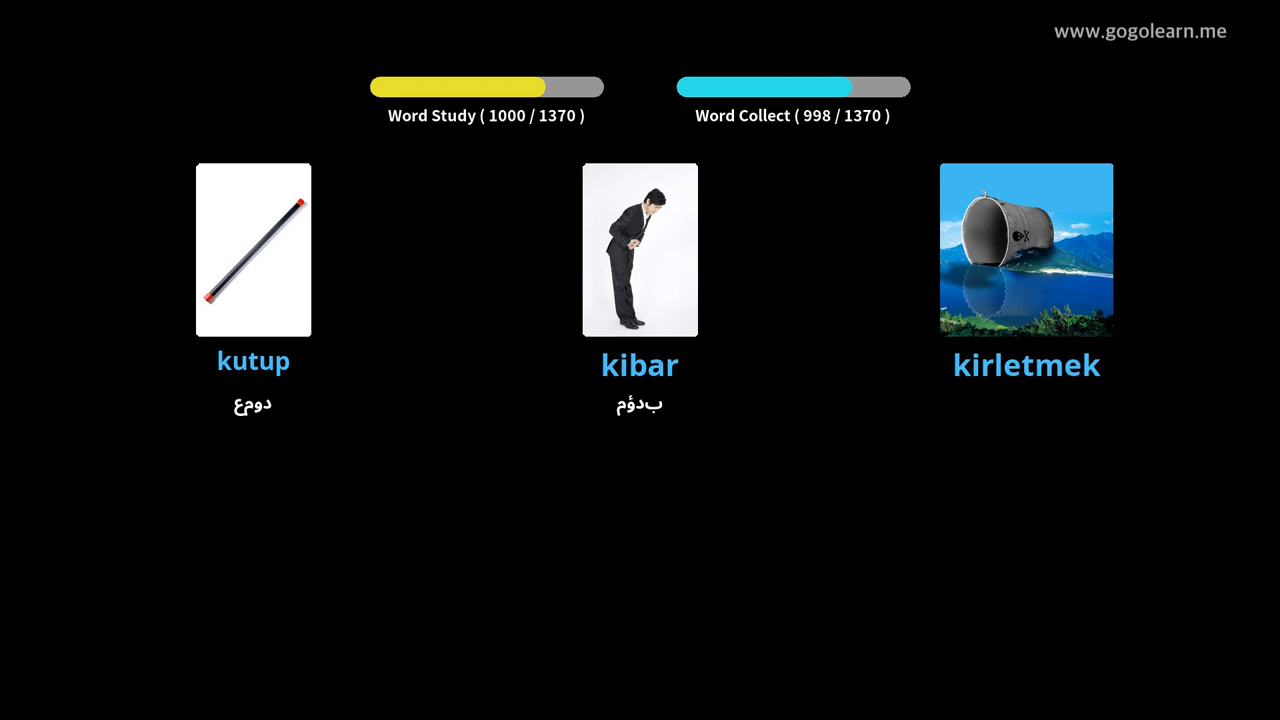 www.gogolearn.me
Word Study ( 1000 / 1370 )
Word Collect ( 998 / 1370 )
kutup
kibar
kirletmek
دومع
بدؤم